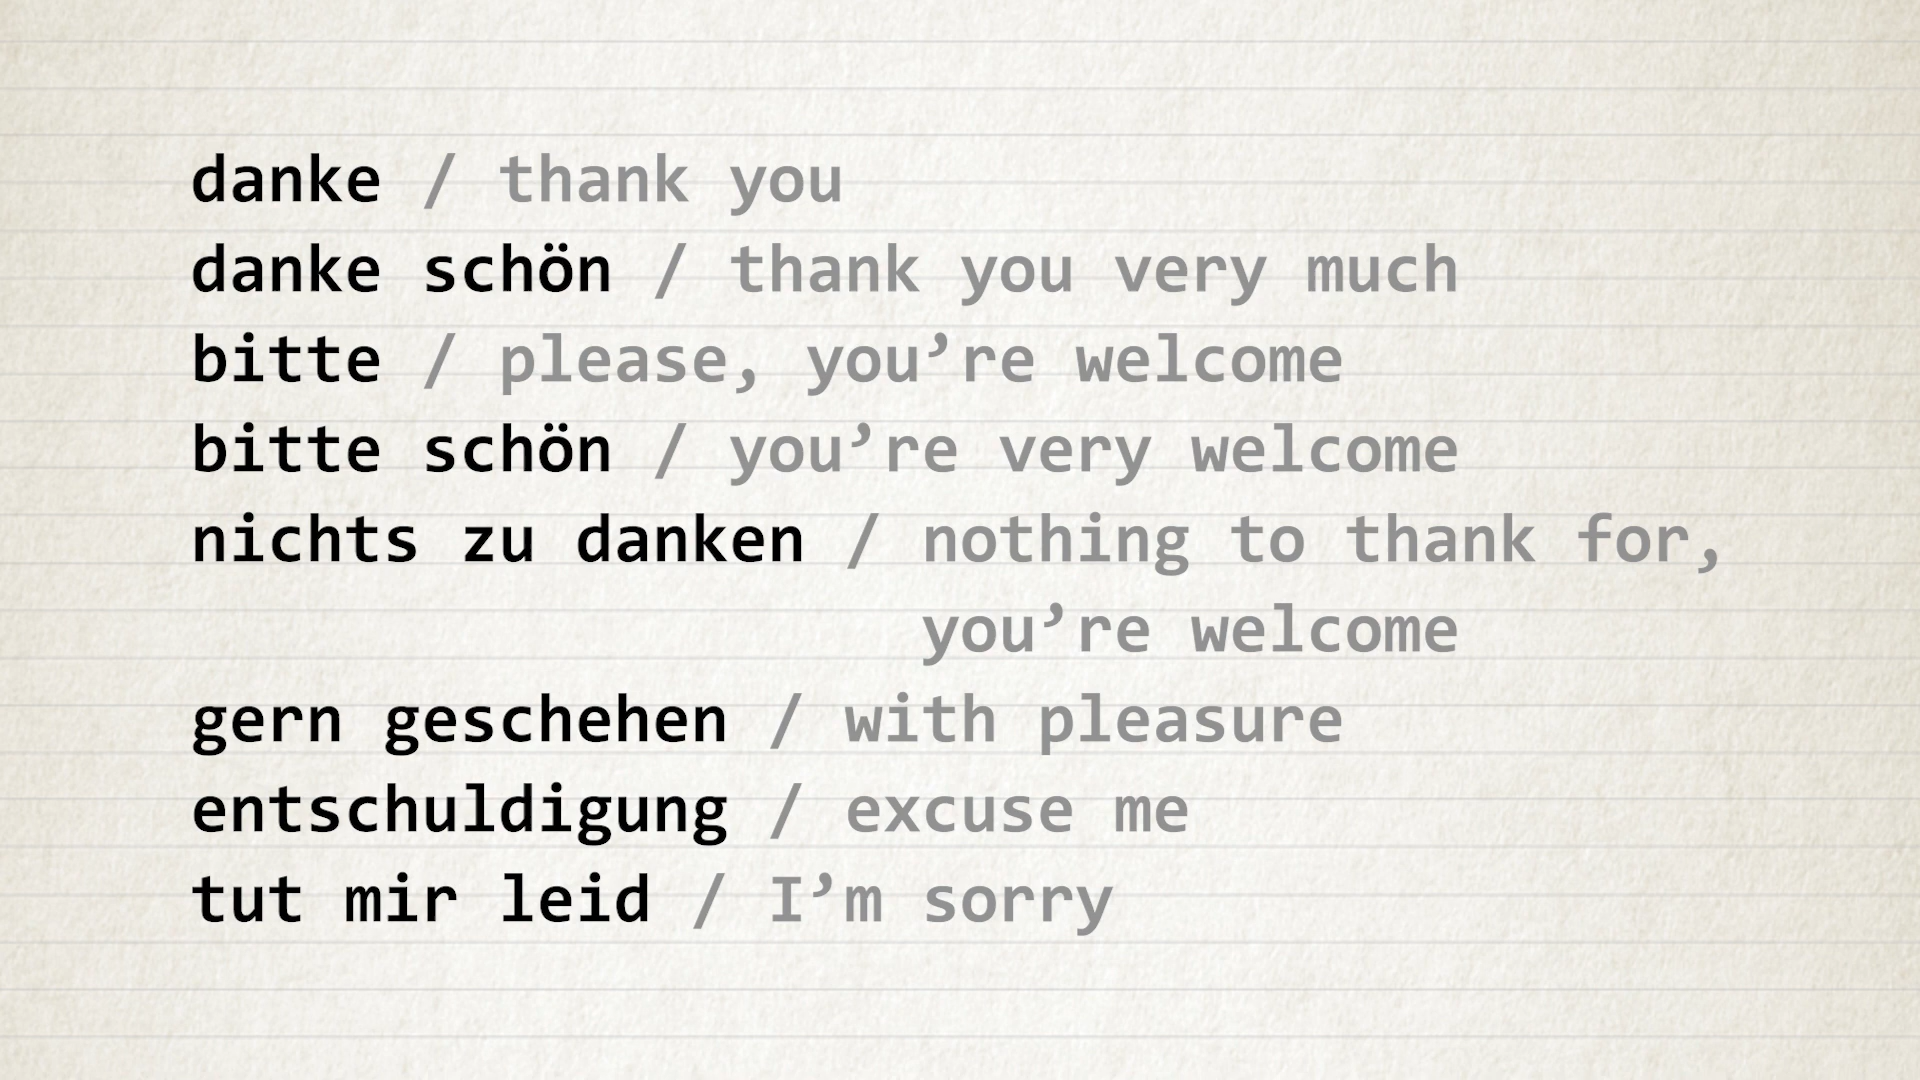 danke / thank you
danke schön / thank you very much
bitte / please, you’re welcome
bitte schön / you’re very welcome
nichts zu danken / nothing to thank for,
you’re welcome
gern geschehen / with pleasure
entschuldigung / excuse me
tut mir leid / I’m sorry